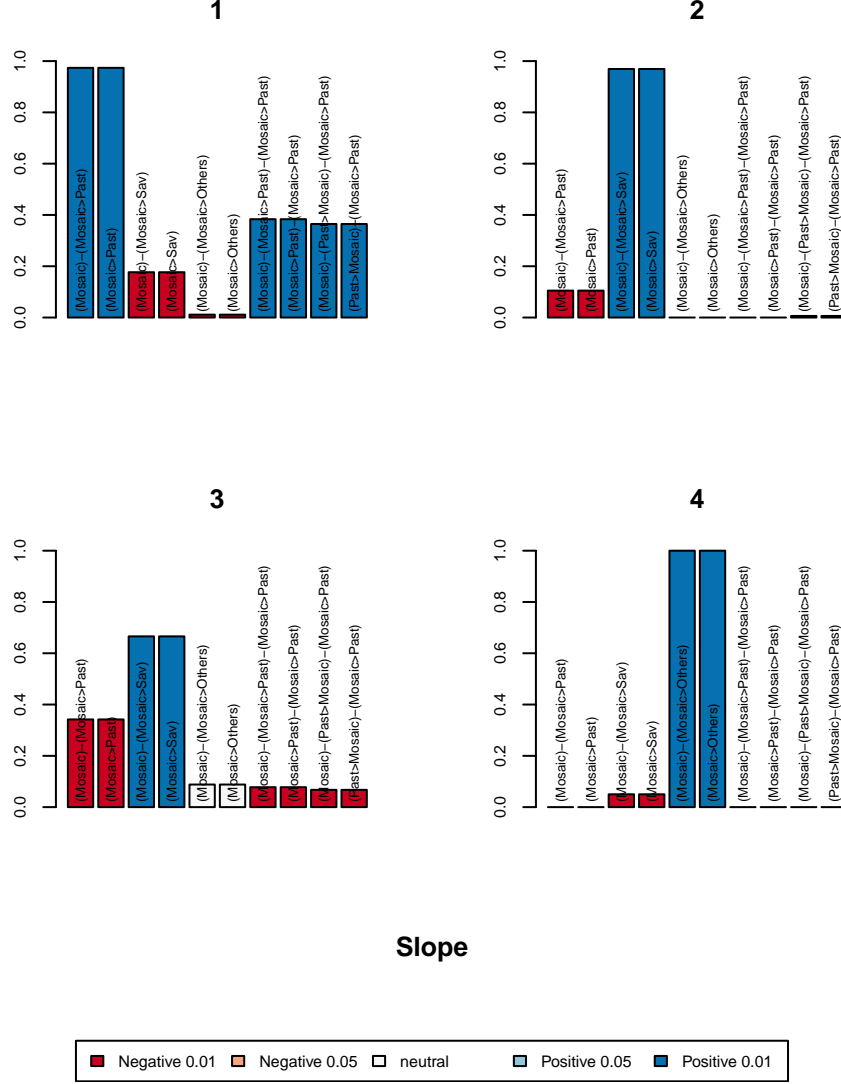 1
0.0 0.2 0.4 0.6 0.8 1.0
(Mosaic)−(Mosaic>Past)
(Mosaic>Past)
(Mosaic)−(Mosaic>Sav)
(Mosaic>Sav)
(Mosaic)−(Mosaic>Others)
(Mosaic>Others)
(Mosaic)−(Mosaic>Past)−(Mosaic>Past)
(Mosaic>Past)−(Mosaic>Past)
(Mosaic)−(Past>Mosaic)−(Mosaic>Past)
(Past>Mosaic)−(Mosaic>Past)
2
0.0 0.2 0.4 0.6 0.8 1.0
(Mosaic)−(Mosaic>Past)
(Mosaic>Past)
(Mosaic)−(Mosaic>Sav)
(Mosaic>Sav)
(Mosaic)−(Mosaic>Others)
(Mosaic>Others)
(Mosaic)−(Mosaic>Past)−(Mosaic>Past)
(Mosaic>Past)−(Mosaic>Past)
(Mosaic)−(Past>Mosaic)−(Mosaic>Past)
(Past>Mosaic)−(Mosaic>Past)
3
0.0 0.2 0.4 0.6 0.8 1.0
(Mosaic)−(Mosaic>Past)
(Mosaic>Past)
(Mosaic)−(Mosaic>Sav)
(Mosaic>Sav)
(Mosaic)−(Mosaic>Others)
(Mosaic>Others)
(Mosaic)−(Mosaic>Past)−(Mosaic>Past)
(Mosaic>Past)−(Mosaic>Past)
(Mosaic)−(Past>Mosaic)−(Mosaic>Past)
(Past>Mosaic)−(Mosaic>Past)
4
0.0 0.2 0.4 0.6 0.8 1.0
(Mosaic)−(Mosaic>Past)
(Mosaic>Past)
(Mosaic)−(Mosaic>Sav)
(Mosaic>Sav)
(Mosaic)−(Mosaic>Others)
(Mosaic>Others)
(Mosaic)−(Mosaic>Past)−(Mosaic>Past)
(Mosaic>Past)−(Mosaic>Past)
(Mosaic)−(Past>Mosaic)−(Mosaic>Past)
(Past>Mosaic)−(Mosaic>Past)
Slope
Negative 0.01 Negative 0.05 neutral Positive 0.05 Positive 0.01